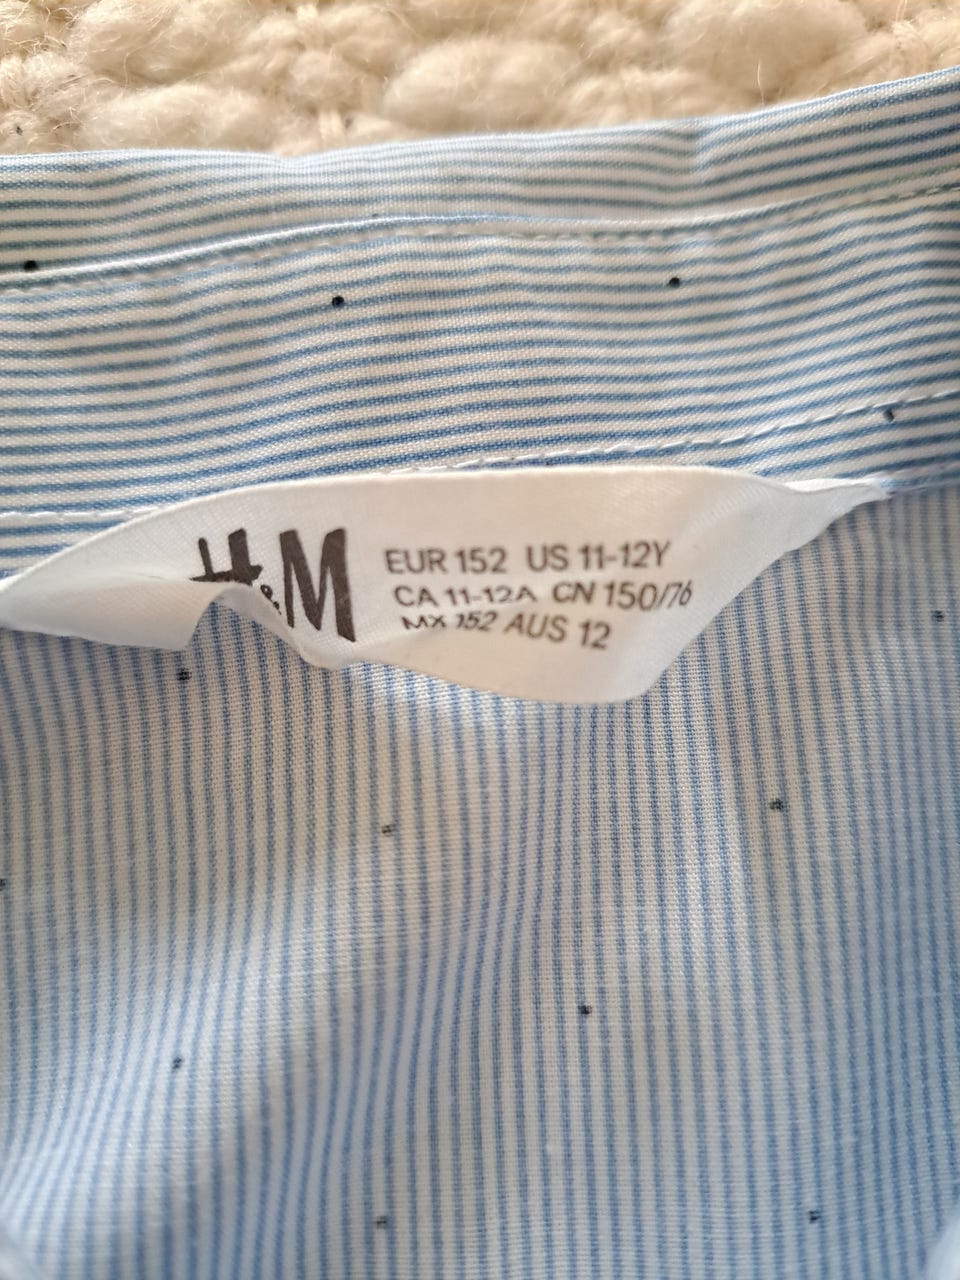 H&M
EUR 152 US 11-12Y
CA 11-12A CN 150/76
MX 152 AUS 12